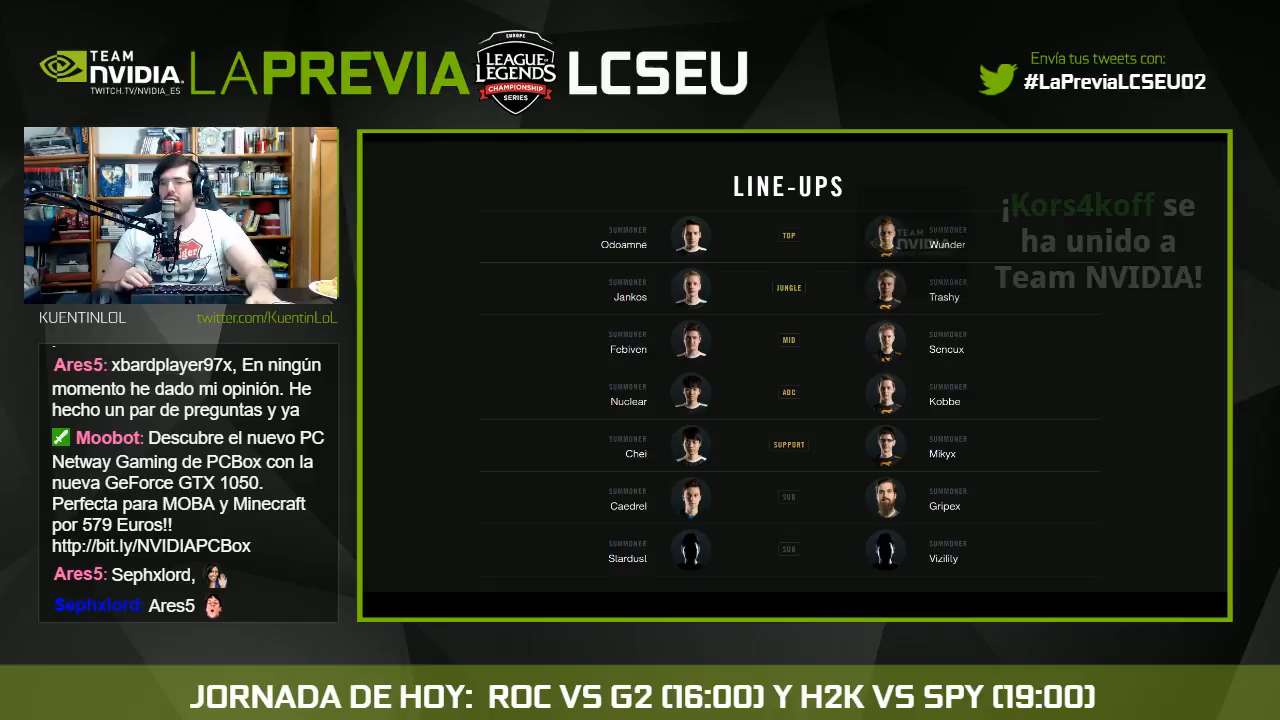 TEAM
NVIDIA.
TWITCH.TV/NVIDIA_ES
LAPREVIA
EUROPE
LEAGUE OF
LEGENDS
CHAMPIONSHIP
SERIES
LCSEU
Envía tus tweets con:
#LaPreviaLCSEU02
KUENTINLOL
twitter.com/KuentinLoL
Ares5: xbardplayer97x, En ningún
momento he dado mi opinión. He
hecho un par de preguntas y ya
Moobot: Descubre el nuevo PC
Netway Gaming de PCBox con la
nueva GeForce GTX 1050.
Perfecta para MOBA y Minecraft
por 579 Euros!!
http://bit.ly/NVIDIAPCBox
Ares5: Sephxlord,
Sephxlord: Ares5
LINE-UPS
SUMMONER
Odoamne
TOP
TEAM
NVIDIA
SUMMONER
Wunder
SUMMONER
Jankos
JUNGLE
SUMMONER
Trashy
SUMMONER
Febiven
MID
SUMMONER
Sencux
SUMMONER
Nuclear
ADC
SUMMONER
Kobbe
SUMMONER
Chei
SUPPORT
SUMMONER
Mikyx
SUMMONER
Caedrel
SUB
SUMMONER
Gripex
SUMMONER
Stardust
SUB
SUMMONER
Vizility
¡Kors4koff se
ha unido a
Team NVIDIA!
JORNADA DE HOY: ROC VS G2 (16:00) Y H2K VS SPY (19:00)